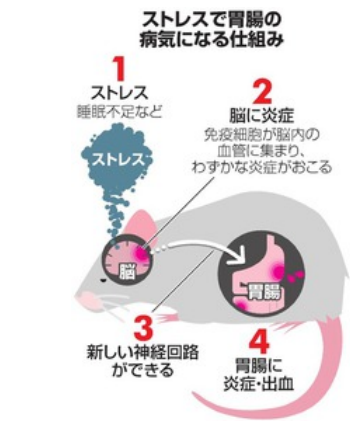 ストレスで胃腸の
病気になる仕組み
1
ストレス
睡眠不足など
ストレス
2
脳に炎症
免疫細胞が脳内の
血管に集まり、
わずかな炎症がおこる
脳
胃腸
3
新しい神経回路
ができる
4
胃腸に
炎症・出血